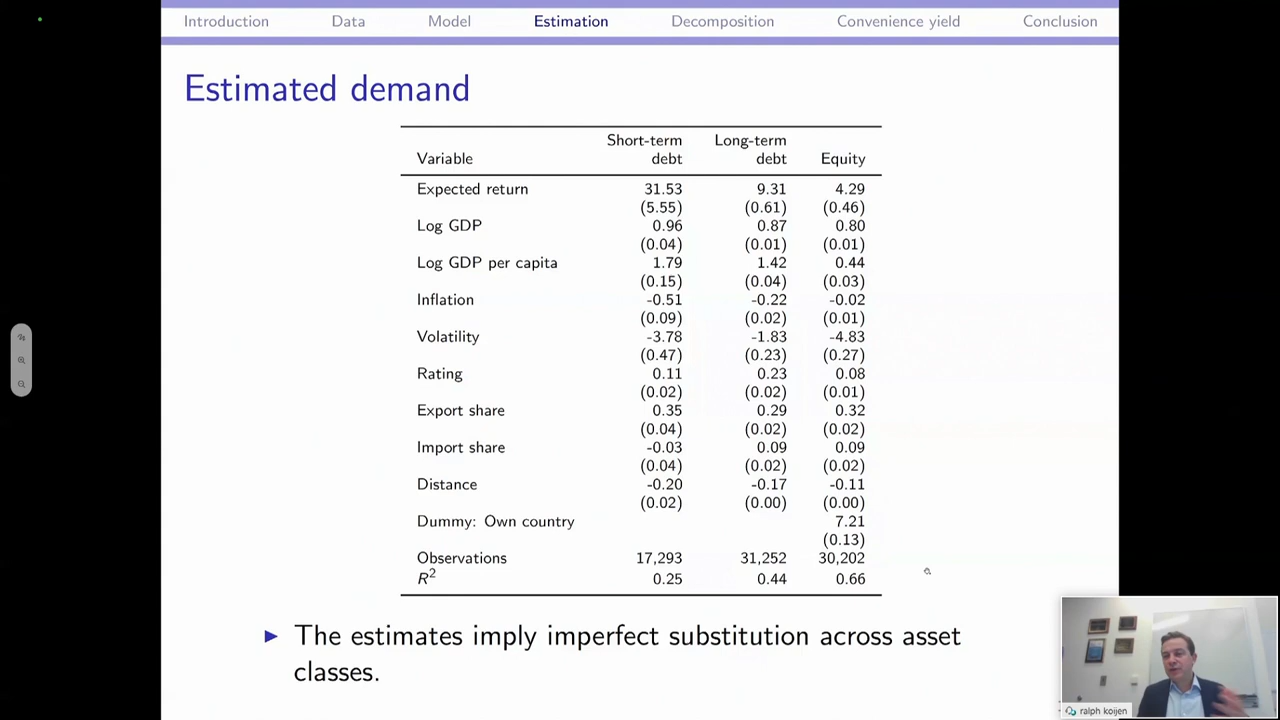 Introduction Data Model Estimation Decomposition Convenience yield Conclusion
Estimated demand
Short-term Long-term
Variable debt debt Equity
Expected return 31.53 9.31 4.29
(5.55) (0.61) (0.46)
Log GDP 0.96 0.87 0.80
(0.04) (0.01) (0.01)
Log GDP per capita 1.79 1.42 0.44
(0.15) (0.04) (0.03)
Inflation -0.51 -0.22 -0.02
(0.09) (0.02) (0.01)
Volatility -3.78 -1.83 -4.83
(0.47) (0.23) (0.27)
Rating 0.11 0.23 0.08
(0.02) (0.02) (0.01)
Export share 0.35 0.29 0.32
(0.04) (0.02) (0.02)
Import share -0.03 0.09 0.09
(0.04) (0.02) (0.02)
Distance -0.20 -0.17 -0.11
(0.02) (0.00) (0.00)
Dummy: Own country 7.21
(0.13)
Observations 17,293 31,252 30,202
R² 0.25 0.44 0.66
► The estimates imply imperfect substitution across asset
classes.
ralph koijen